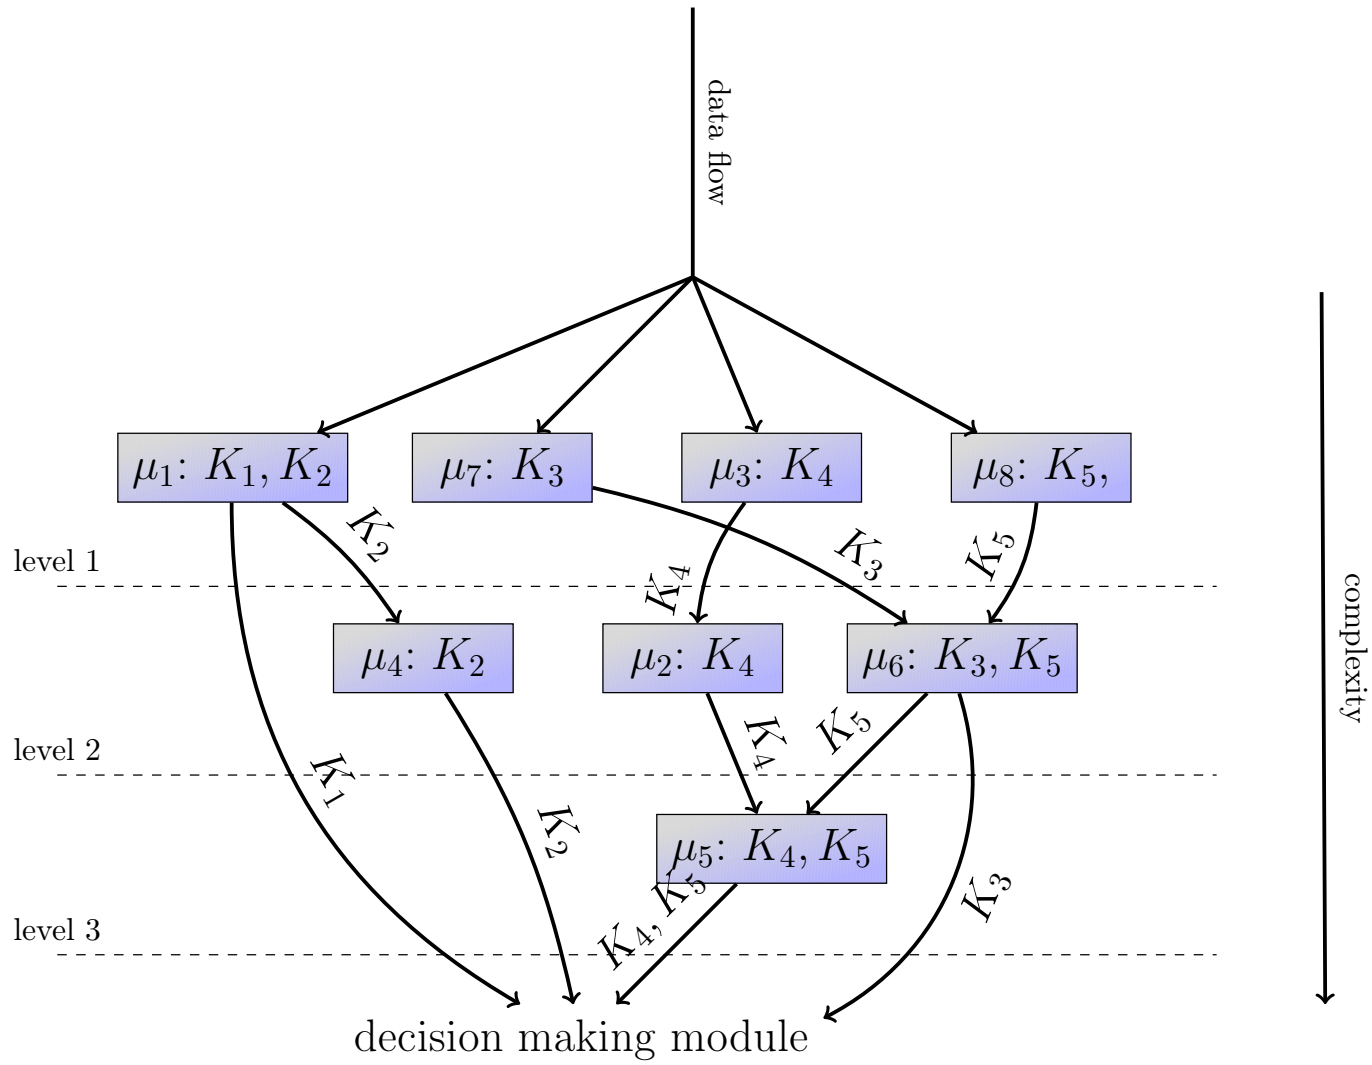 data flow
μ₁: K₁, K₂
μ₇: K₃
μ₃: K₄
μ₈: K₅,
K₂
K₃
K₅
level 1
K₄
μ₄: K₂
μ₂: K₄
μ₆: K₃, K₅
complexity
K₄
K₅
level 2
K₁
K₂
μ₅: K₄, K₅
K₄, K₅
K₃
level 3
decision making module